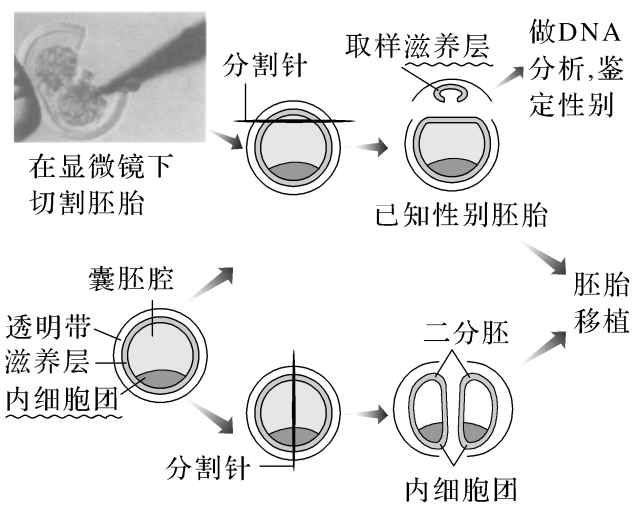 分割针
取样滋养层
做DNA
分析,鉴
定性别
在显微镜下
切割胚胎
已知性别胚胎
囊胚腔
透明带
滋养层
内细胞团
二分胚
胚胎
移植
分割针
内细胞团